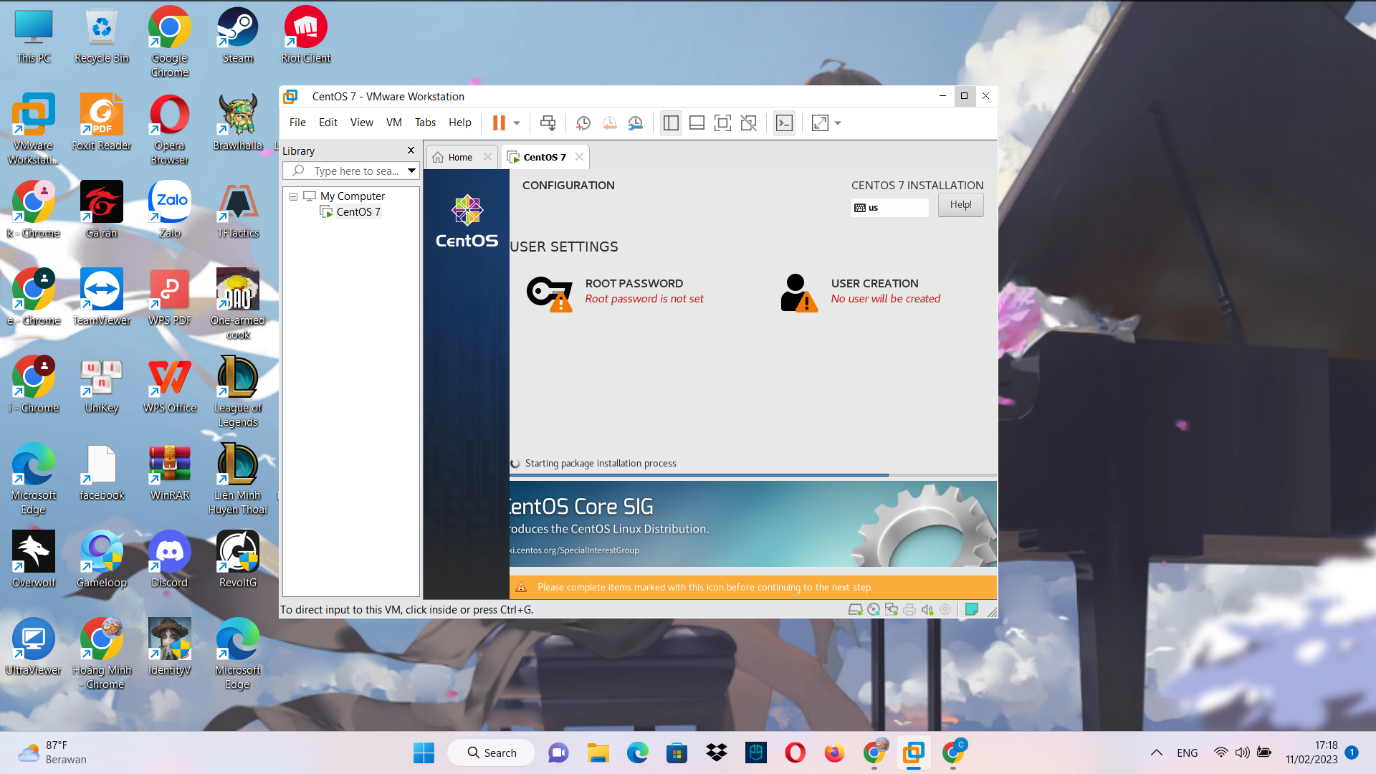 This PC
Recycle Bin
Google
Chrome
Steam
Riot Client
VMware
Workstat...
PDF
Foxit Reader
Opera
Browser
Brawlhalla
k - Chrome
Gà rán
Zalo
Zalo
TFTactics
e - Chrome
TeamViewer
WPS PDF
One-armed
cook
i - Chrome
UniKey
WPS Office
League of
Legends
Microsoft
Edge
facebook
WinRAR
Liên Minh
Huyền Thoại
Overwolf
Gameloop
Discord
RevoltG
UltraViewer
Hoàng Minh
- Chrome
IdentityV
Microsoft
Edge
CentOS 7 - VMware Workstation
File Edit View VM Tabs Help
Library
Type here to sea...
My Computer
CentOS 7
Home
CentOS 7
CentOS
CONFIGURATION
CENTOS 7 INSTALLATION
us
Help!
USER SETTINGS
ROOT PASSWORD
Root password is not set
USER CREATION
No user will be created
Starting package installation process
CentOS Core SIG
roduces the CentOS Linux Distribution.
ki.centos.org/SpecialInterestGroup
Please complete items marked with this icon before continuing to the next step.
To direct input to this VM, click inside or press Ctrl+G.
87°F
Berawan
Search
C
ENG
17:18
11/02/2023
1